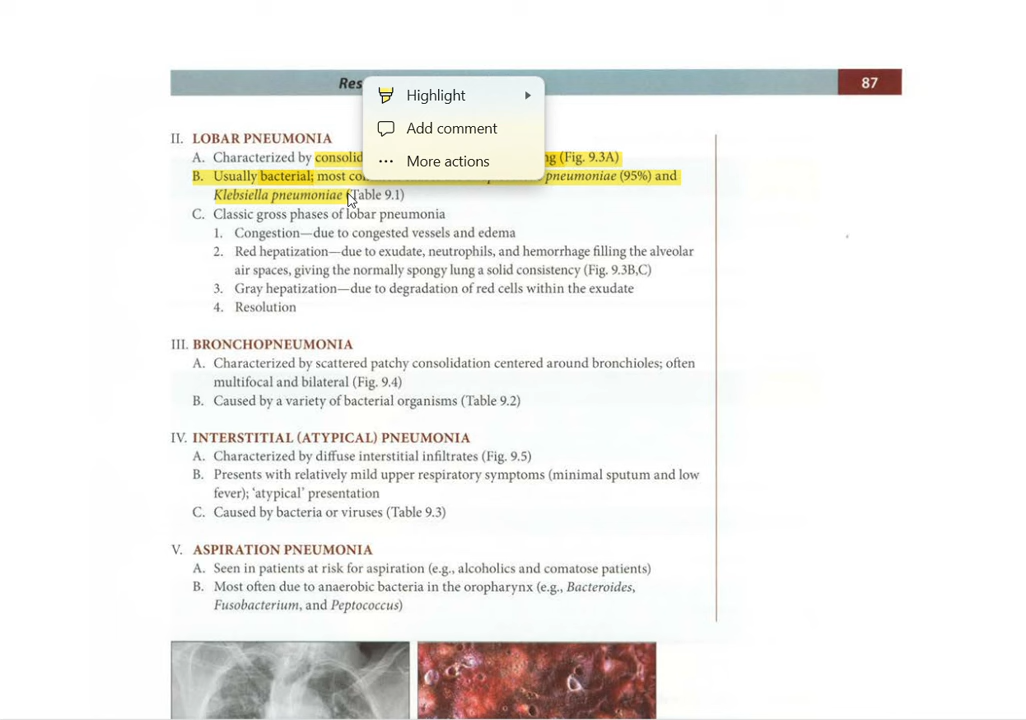 Res
87
Highlight
Add comment
More actions
II. LOBAR PNEUMONIA
A. Characterized by consolid ng (Fig. 9.3A)
B. Usually bacterial; most co pneumoniae (95%) and
Klebsiella pneumoniae (Table 9.1)
C. Classic gross phases of lobar pneumonia
1. Congestion—due to congested vessels and edema
2. Red hepatization—due to exudate, neutrophils, and hemorrhage filling the alveolar
air spaces, giving the normally spongy lung a solid consistency (Fig. 9.3B,C)
3. Gray hepatization—due to degradation of red cells within the exudate
4. Resolution
III. BRONCHOPNEUMONIA
A. Characterized by scattered patchy consolidation centered around bronchioles; often
multifocal and bilateral (Fig. 9.4)
B. Caused by a variety of bacterial organisms (Table 9.2)
IV. INTERSTITIAL (ATYPICAL) PNEUMONIA
A. Characterized by diffuse interstitial infiltrates (Fig. 9.5)
B. Presents with relatively mild upper respiratory symptoms (minimal sputum and low
fever); 'atypical' presentation
C. Caused by bacteria or viruses (Table 9.3)
V. ASPIRATION PNEUMONIA
A. Seen in patients at risk for aspiration (e.g., alcoholics and comatose patients)
B. Most often due to anaerobic bacteria in the oropharynx (e.g., Bacteroides,
Fusobacterium, and Peptococcus)